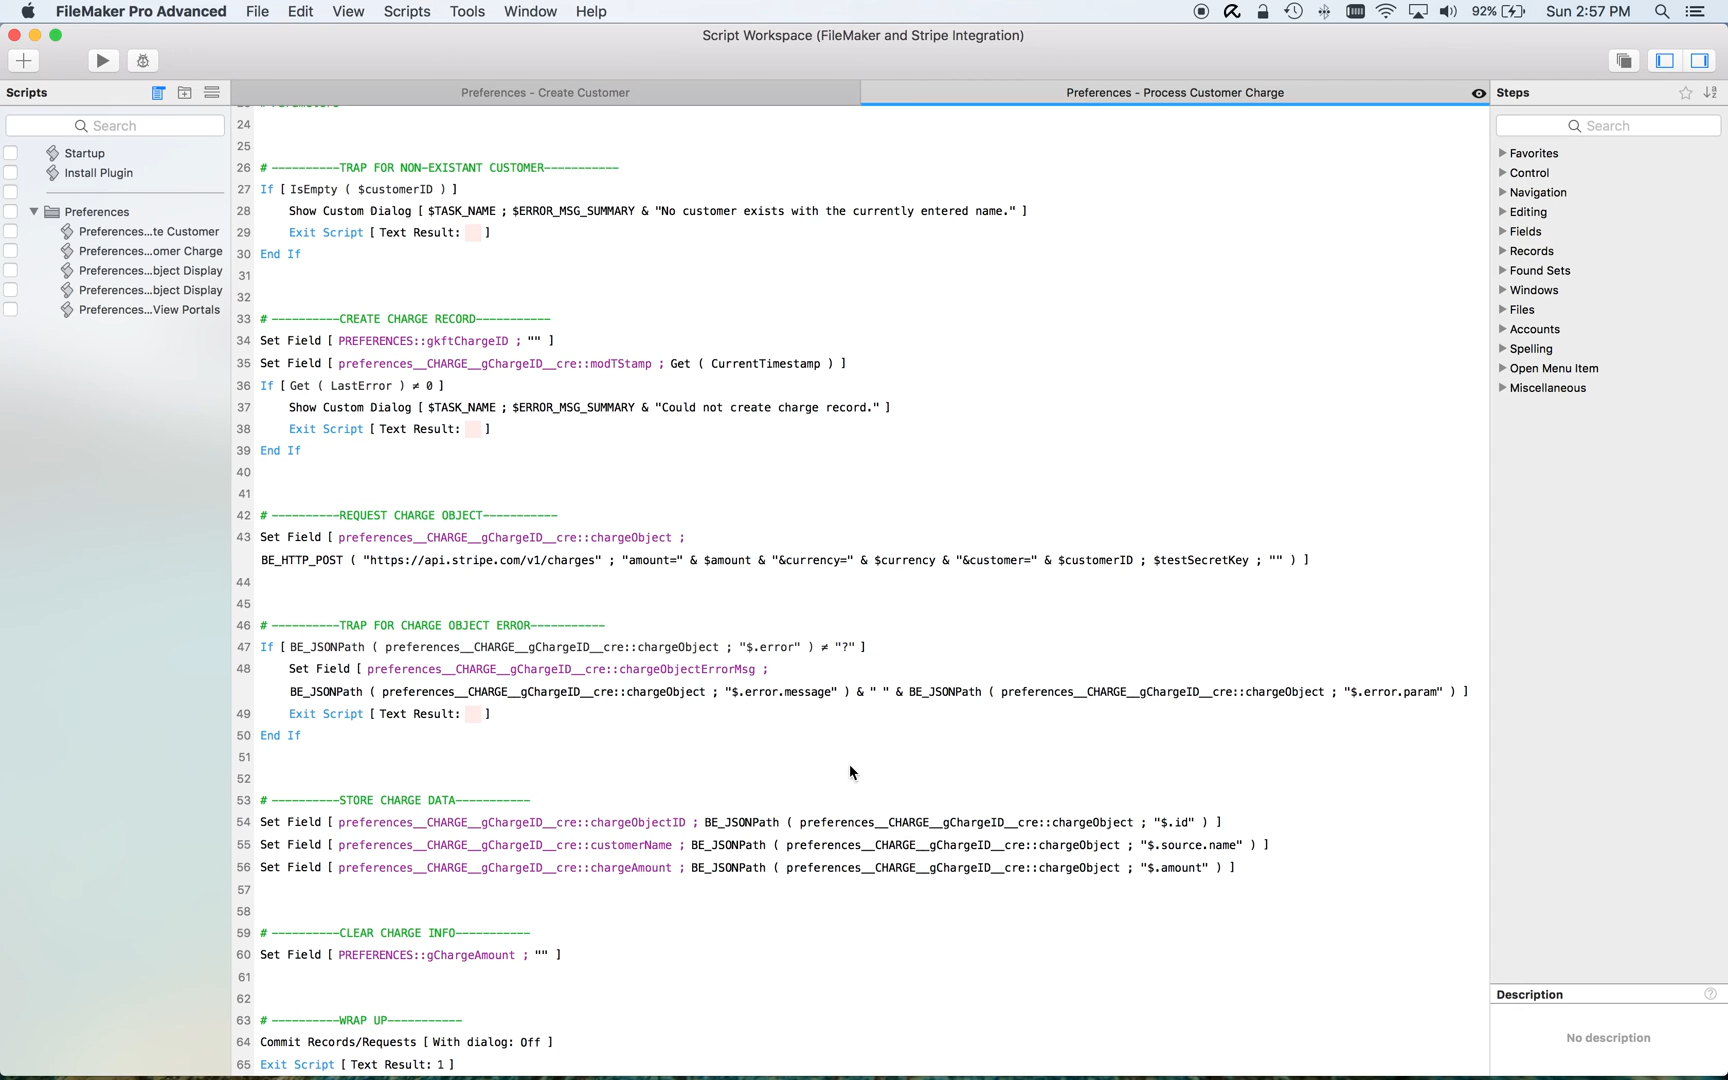 FileMaker Pro Advanced File Edit View Scripts Tools Window Help 92% Sun 2:57 PM
Script Workspace (FileMaker and Stripe Integration)
Scripts
Search
Startup
Install Plugin
Preferences
Preferences...te Customer
Preferences...omer Charge
Preferences...bject Display
Preferences...bject Display
Preferences...View Portals
Preferences - Create Customer
Preferences - Process Customer Charge
24
25
26 # ----------TRAP FOR NON-EXISTANT CUSTOMER-----------
27 If [ IsEmpty ( $customerID ) ]
28 Show Custom Dialog [ $TASK_NAME ; $ERROR_MSG_SUMMARY & "No customer exists with the currently entered name." ]
29 Exit Script [ Text Result: ]
30 End If
31
32
33 # ----------CREATE CHARGE RECORD-----------
34 Set Field [ PREFERENCES::gkftChargeID ; "" ]
35 Set Field [ preferences__CHARGE__gChargeID__cre::modTStamp ; Get ( CurrentTimestamp ) ]
36 If [ Get ( LastError ) ≠ 0 ]
37 Show Custom Dialog [ $TASK_NAME ; $ERROR_MSG_SUMMARY & "Could not create charge record." ]
38 Exit Script [ Text Result: ]
39 End If
40
41
42 # ----------REQUEST CHARGE OBJECT-----------
43 Set Field [ preferences__CHARGE__gChargeID__cre::chargeObject ;
BE_HTTP_POST ( "https://api.stripe.com/v1/charges" ; "amount=" & $amount & "&currency=" & $currency & "&customer=" & $customerID ; $testSecretKey ; "" ) ]
44
45
46 # ----------TRAP FOR CHARGE OBJECT ERROR-----------
47 If [ BE_JSONPath ( preferences__CHARGE__gChargeID__cre::chargeObject ; "$.error" ) ≠ "?" ]
48 Set Field [ preferences__CHARGE__gChargeID__cre::chargeObjectErrorMsg ;
BE_JSONPath ( preferences__CHARGE__gChargeID__cre::chargeObject ; "$.error.message" ) & " " & BE_JSONPath ( preferences__CHARGE__gChargeID__cre::chargeObject ; "$.error.param" ) ]
49 Exit Script [ Text Result: ]
50 End If
51
52
53 # ----------STORE CHARGE DATA-----------
54 Set Field [ preferences__CHARGE__gChargeID__cre::chargeObjectID ; BE_JSONPath ( preferences__CHARGE__gChargeID__cre::chargeObject ; "$.id" ) ]
55 Set Field [ preferences__CHARGE__gChargeID__cre::customerName ; BE_JSONPath ( preferences__CHARGE__gChargeID__cre::chargeObject ; "$.source.name" ) ]
56 Set Field [ preferences__CHARGE__gChargeID__cre::chargeAmount ; BE_JSONPath ( preferences__CHARGE__gChargeID__cre::chargeObject ; "$.amount" ) ]
57
58
59 # ----------CLEAR CHARGE INFO-----------
60 Set Field [ PREFERENCES::gChargeAmount ; "" ]
61
62
63 # ----------WRAP UP-----------
64 Commit Records/Requests [ With dialog: Off ]
65 Exit Script [ Text Result: 1 ]
Steps
Search
Favorites
Control
Navigation
Editing
Fields
Records
Found Sets
Windows
Files
Accounts
Spelling
Open Menu Item
Miscellaneous
Description
No description